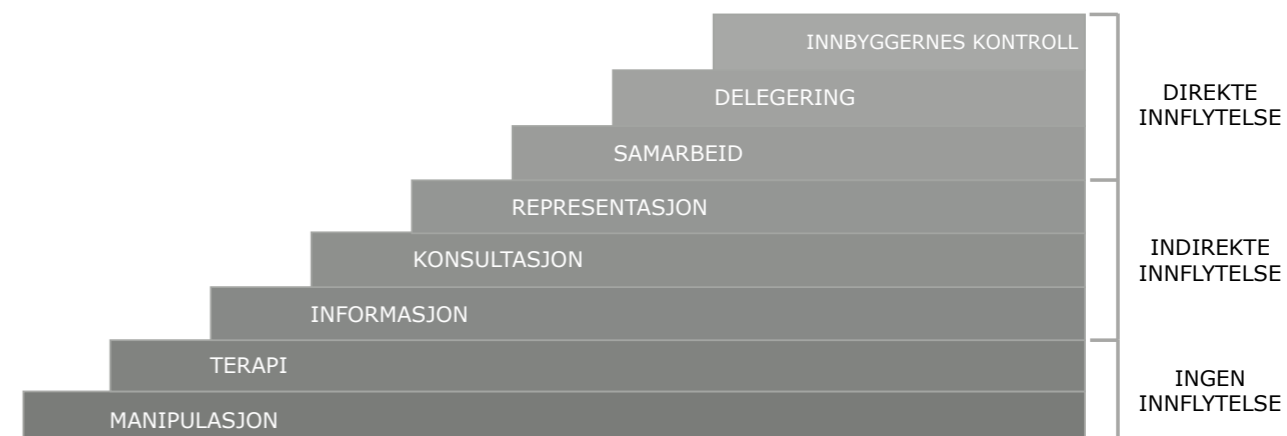 INNBYGGERNES KONTROLL
DELEGERING
SAMARBEID
REPRESENTASJON
KONSULTASJON
INFORMASJON
TERAPI
MANIPULASJON
DIREKTE
INNFLYTELSE
INDIREKTE
INNFLYTELSE
INGEN
INNFLYTELSE